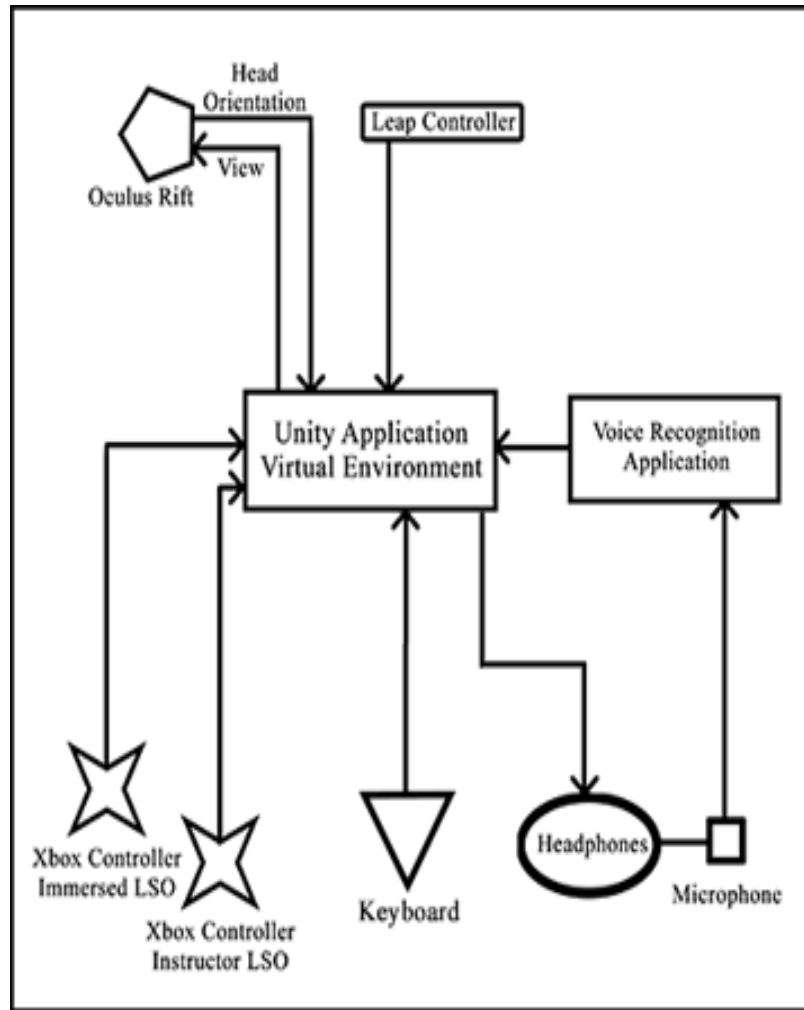 Head
Orientation
View
Oculus Rift
Leap Controller
Unity Application
Virtual Environment
Voice Recognition
Application
Xbox Controller
Immersed LSO
Xbox Controller
Instructor LSO
Keyboard
Headphones
Microphone